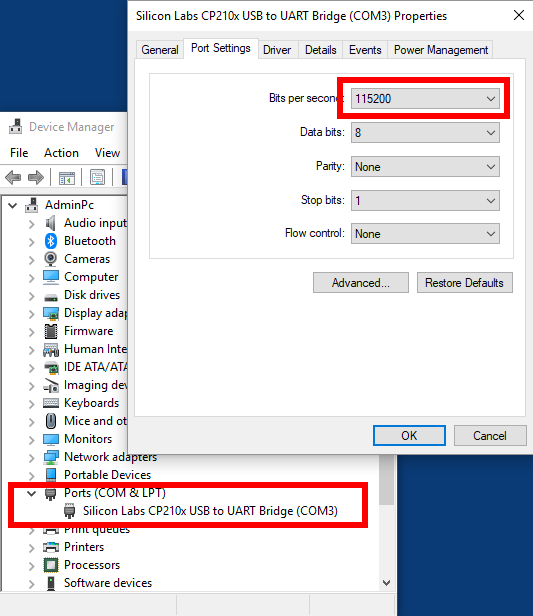 Silicon Labs CP210x USB to UART Bridge (COM3) Properties
General
Port Settings
Driver
Details
Events
Power Management
Bits per second:
115200
Data bits:
8
Parity:
None
Stop bits:
1
Flow control:
None
Advanced...
Restore Defaults
OK
Cancel
Device Manager
File
Action
View
AdminPc
Audio input
Bluetooth
Cameras
Computer
Disk drives
Display adap
Firmware
Human Inte
IDE ATA/ATA
Imaging dev
Keyboards
Mice and ot
Monitors
Network adapters
Portable Devices
Ports (COM & LPT)
Silicon Labs CP210x USB to UART Bridge (COM3)
Print queues
Printers
Processors
Software devices